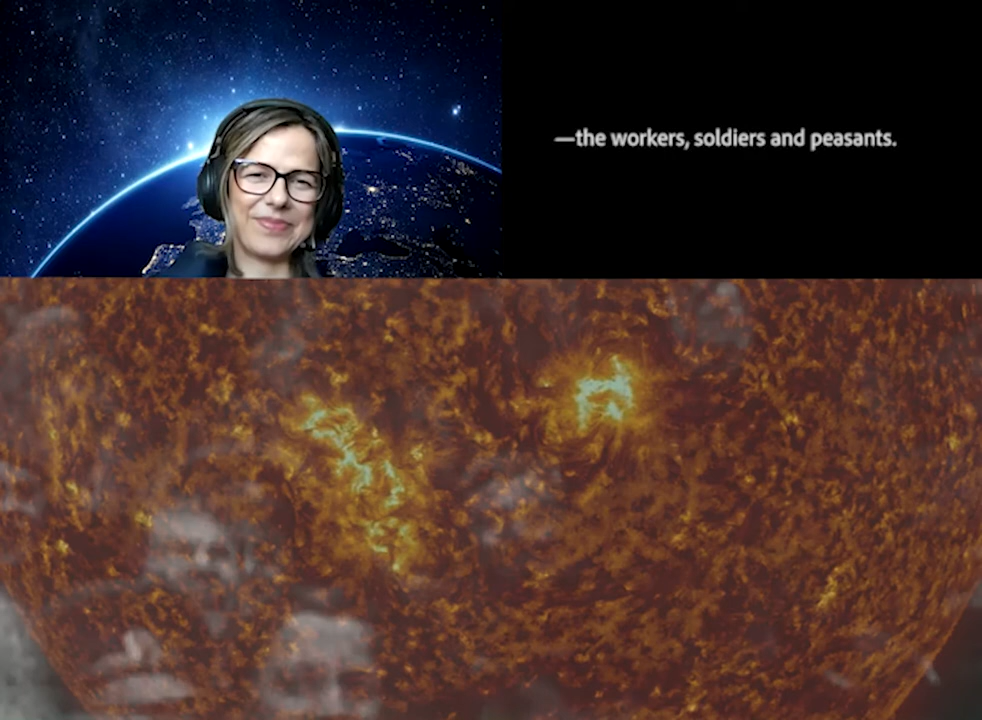 —the workers, soldiers and peasants.